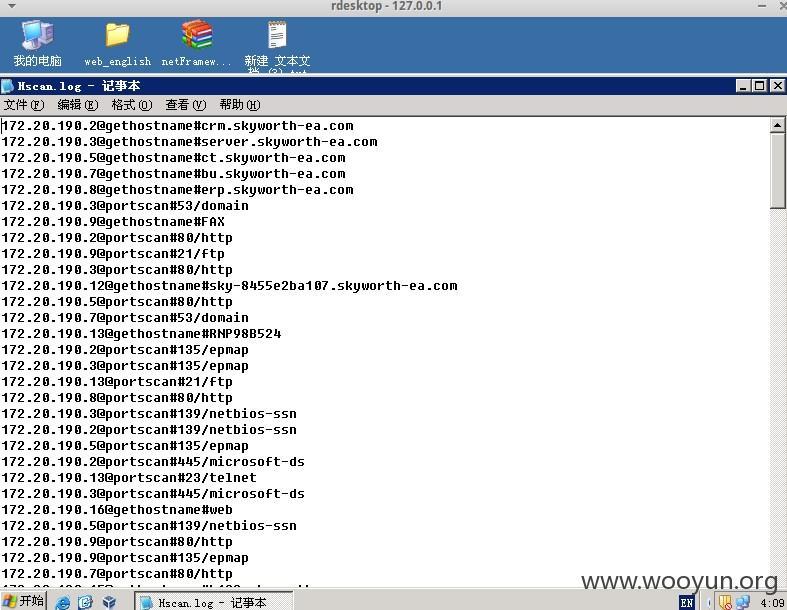 rdesktop - 127.0.0.1
我的电脑
web_english
netFramew...
新建 文本文
Hscan.log - 记事本
文件(F) 编辑(E) 格式(O) 查看(V) 帮助(H)
172.20.190.2@gethostname#crm.skyworth-ea.com
172.20.190.3@gethostname#server.skyworth-ea.com
172.20.190.5@gethostname#ct.skyworth-ea.com
172.20.190.7@gethostname#bu.skyworth-ea.com
172.20.190.8@gethostname#erp.skyworth-ea.com
172.20.190.3@portscan#53/domain
172.20.190.9@gethostname#FAX
172.20.190.2@portscan#80/http
172.20.190.9@portscan#21/ftp
172.20.190.3@portscan#80/http
172.20.190.12@gethostname#sky-8455e2ba107.skyworth-ea.com
172.20.190.5@portscan#80/http
172.20.190.7@portscan#53/domain
172.20.190.13@gethostname#RNP98B524
172.20.190.2@portscan#135/epmap
172.20.190.3@portscan#135/epmap
172.20.190.13@portscan#21/ftp
172.20.190.8@portscan#80/http
172.20.190.3@portscan#139/netbios-ssn
172.20.190.2@portscan#139/netbios-ssn
172.20.190.5@portscan#135/epmap
172.20.190.2@portscan#445/microsoft-ds
172.20.190.13@portscan#23/telnet
172.20.190.3@portscan#445/microsoft-ds
172.20.190.16@gethostname#web
172.20.190.5@portscan#139/netbios-ssn
172.20.190.9@portscan#80/http
172.20.190.9@portscan#135/epmap
172.20.190.7@portscan#80/http
www.wooyun.org
开始
Hscan.log - 记事本
EN
4:09